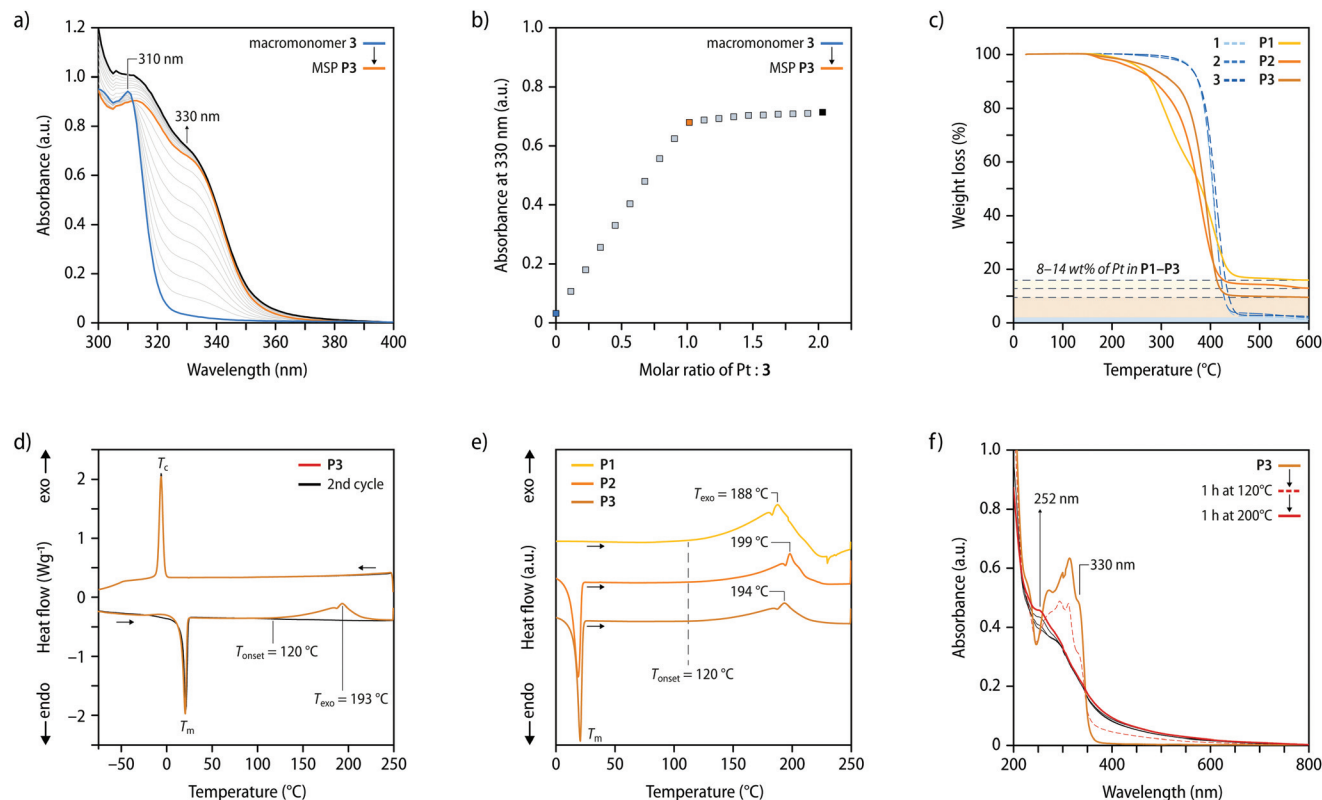 a)
1.2
1.0
0.8
0.6
0.4
0.2
0
300
320
340
360
380
400
Absorbance (a.u.)
Wavelength (nm)
macromonomer 3
MSP P3
310 nm
330 nm
b)
1.0
0.8
0.6
0.4
0.2
0
0
0.5
1.0
1.5
2.0
Absorbance at 330 nm (a.u.)
Molar ratio of Pt : 3
macromonomer 3
MSP P3
c)
100
80
60
40
20
0
0
100
200
300
400
500
600
Weight loss (%)
Temperature (°C)
1 P1
2 P2
3 P3
8–14 wt% of Pt in P1–P3
d)
exo
endo
Heat flow (Wg⁻¹)
2
1
0
−1
−2
−50
0
50
100
150
200
250
Temperature (°C)
Tc
P3
2nd cycle
Tonset = 120 °C
Texo = 193 °C
Tm
e)
exo
endo
Heat flow (a.u.)
0
50
100
150
200
250
Temperature (°C)
P1
P2
P3
Texo = 188 °C
199 °C
194 °C
Tonset = 120 °C
Tm
f)
1.0
0.8
0.6
0.4
0.2
0
200
400
600
800
Absorbance (a.u.)
Wavelength (nm)
P3
1 h at 120°C
1 h at 200°C
252 nm
330 nm